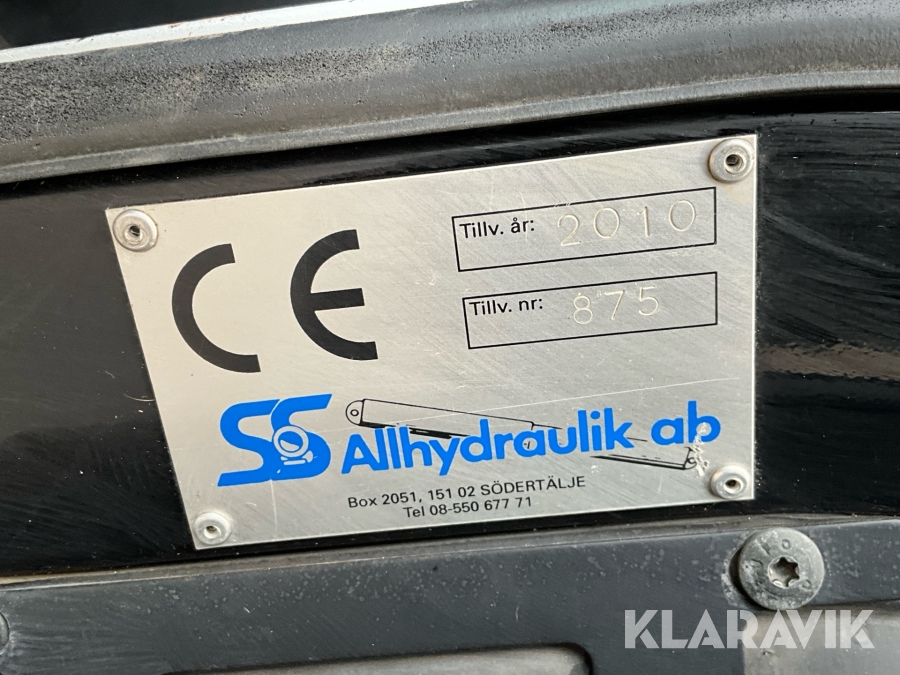 CE
Tillv. år: 2010
Tillv. nr: 875
SS Allhydraulik ab
Box 2051, 151 02 SÖDERTÄLJE
Tel 08-550 677 71
KLARAVIK